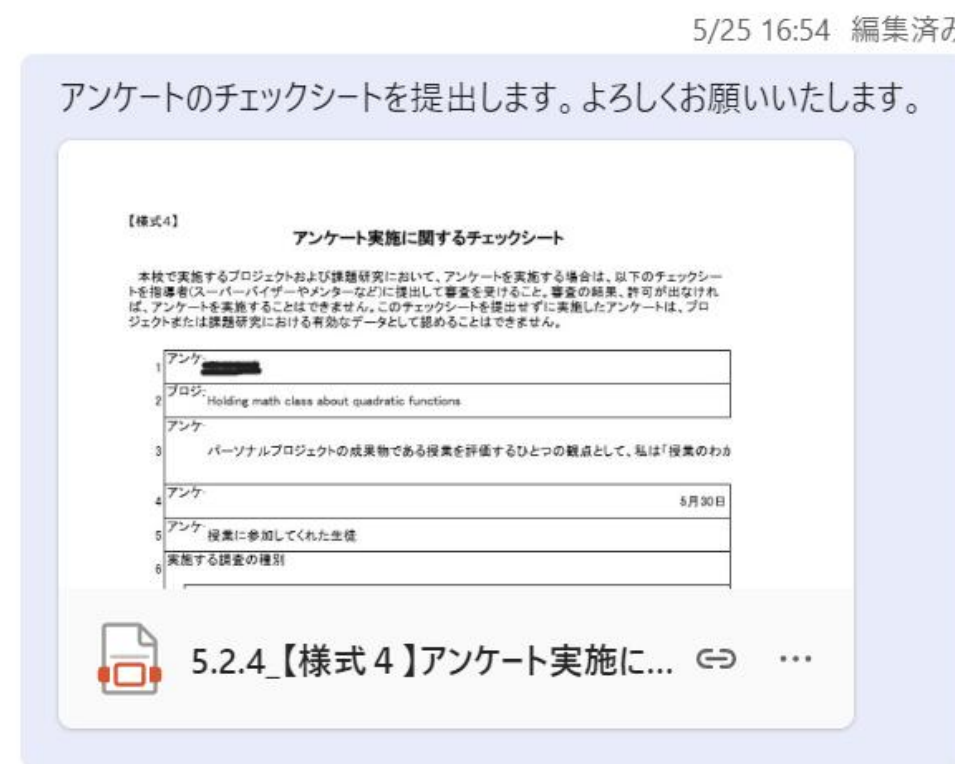 5/25 16:54 編集済み
アンケートのチェックシートを提出します。よろしくお願いいたします。
【様式4】
アンケート実施に関するチェックシート
本校で実施するプロジェクトおよび課題研究において、アンケートを実施する場合は、以下のチェックシー
トを指導者(スーパーバイザーやメンターなど)に提出して審査を受けること。審査の結果、許可が出なけれ
ば、アンケートを実施することはできません。このチェックシートを提出せずに実施したアンケートは、プロ
ジェクトまたは課題研究における有効なデータとして認めることはできません。
1 アンケ
2 プロジ Holding math class about quadratic functions
アンケ
3 パーソナルプロジェクトの成果物である授業を評価するひとつの観点として、私は「授業のわか
4 アンケ 5月30日
5 アンケ 授業に参加してくれた生徒
6 実施する調査の種別
5.2.4_【様式４】アンケート実施に...